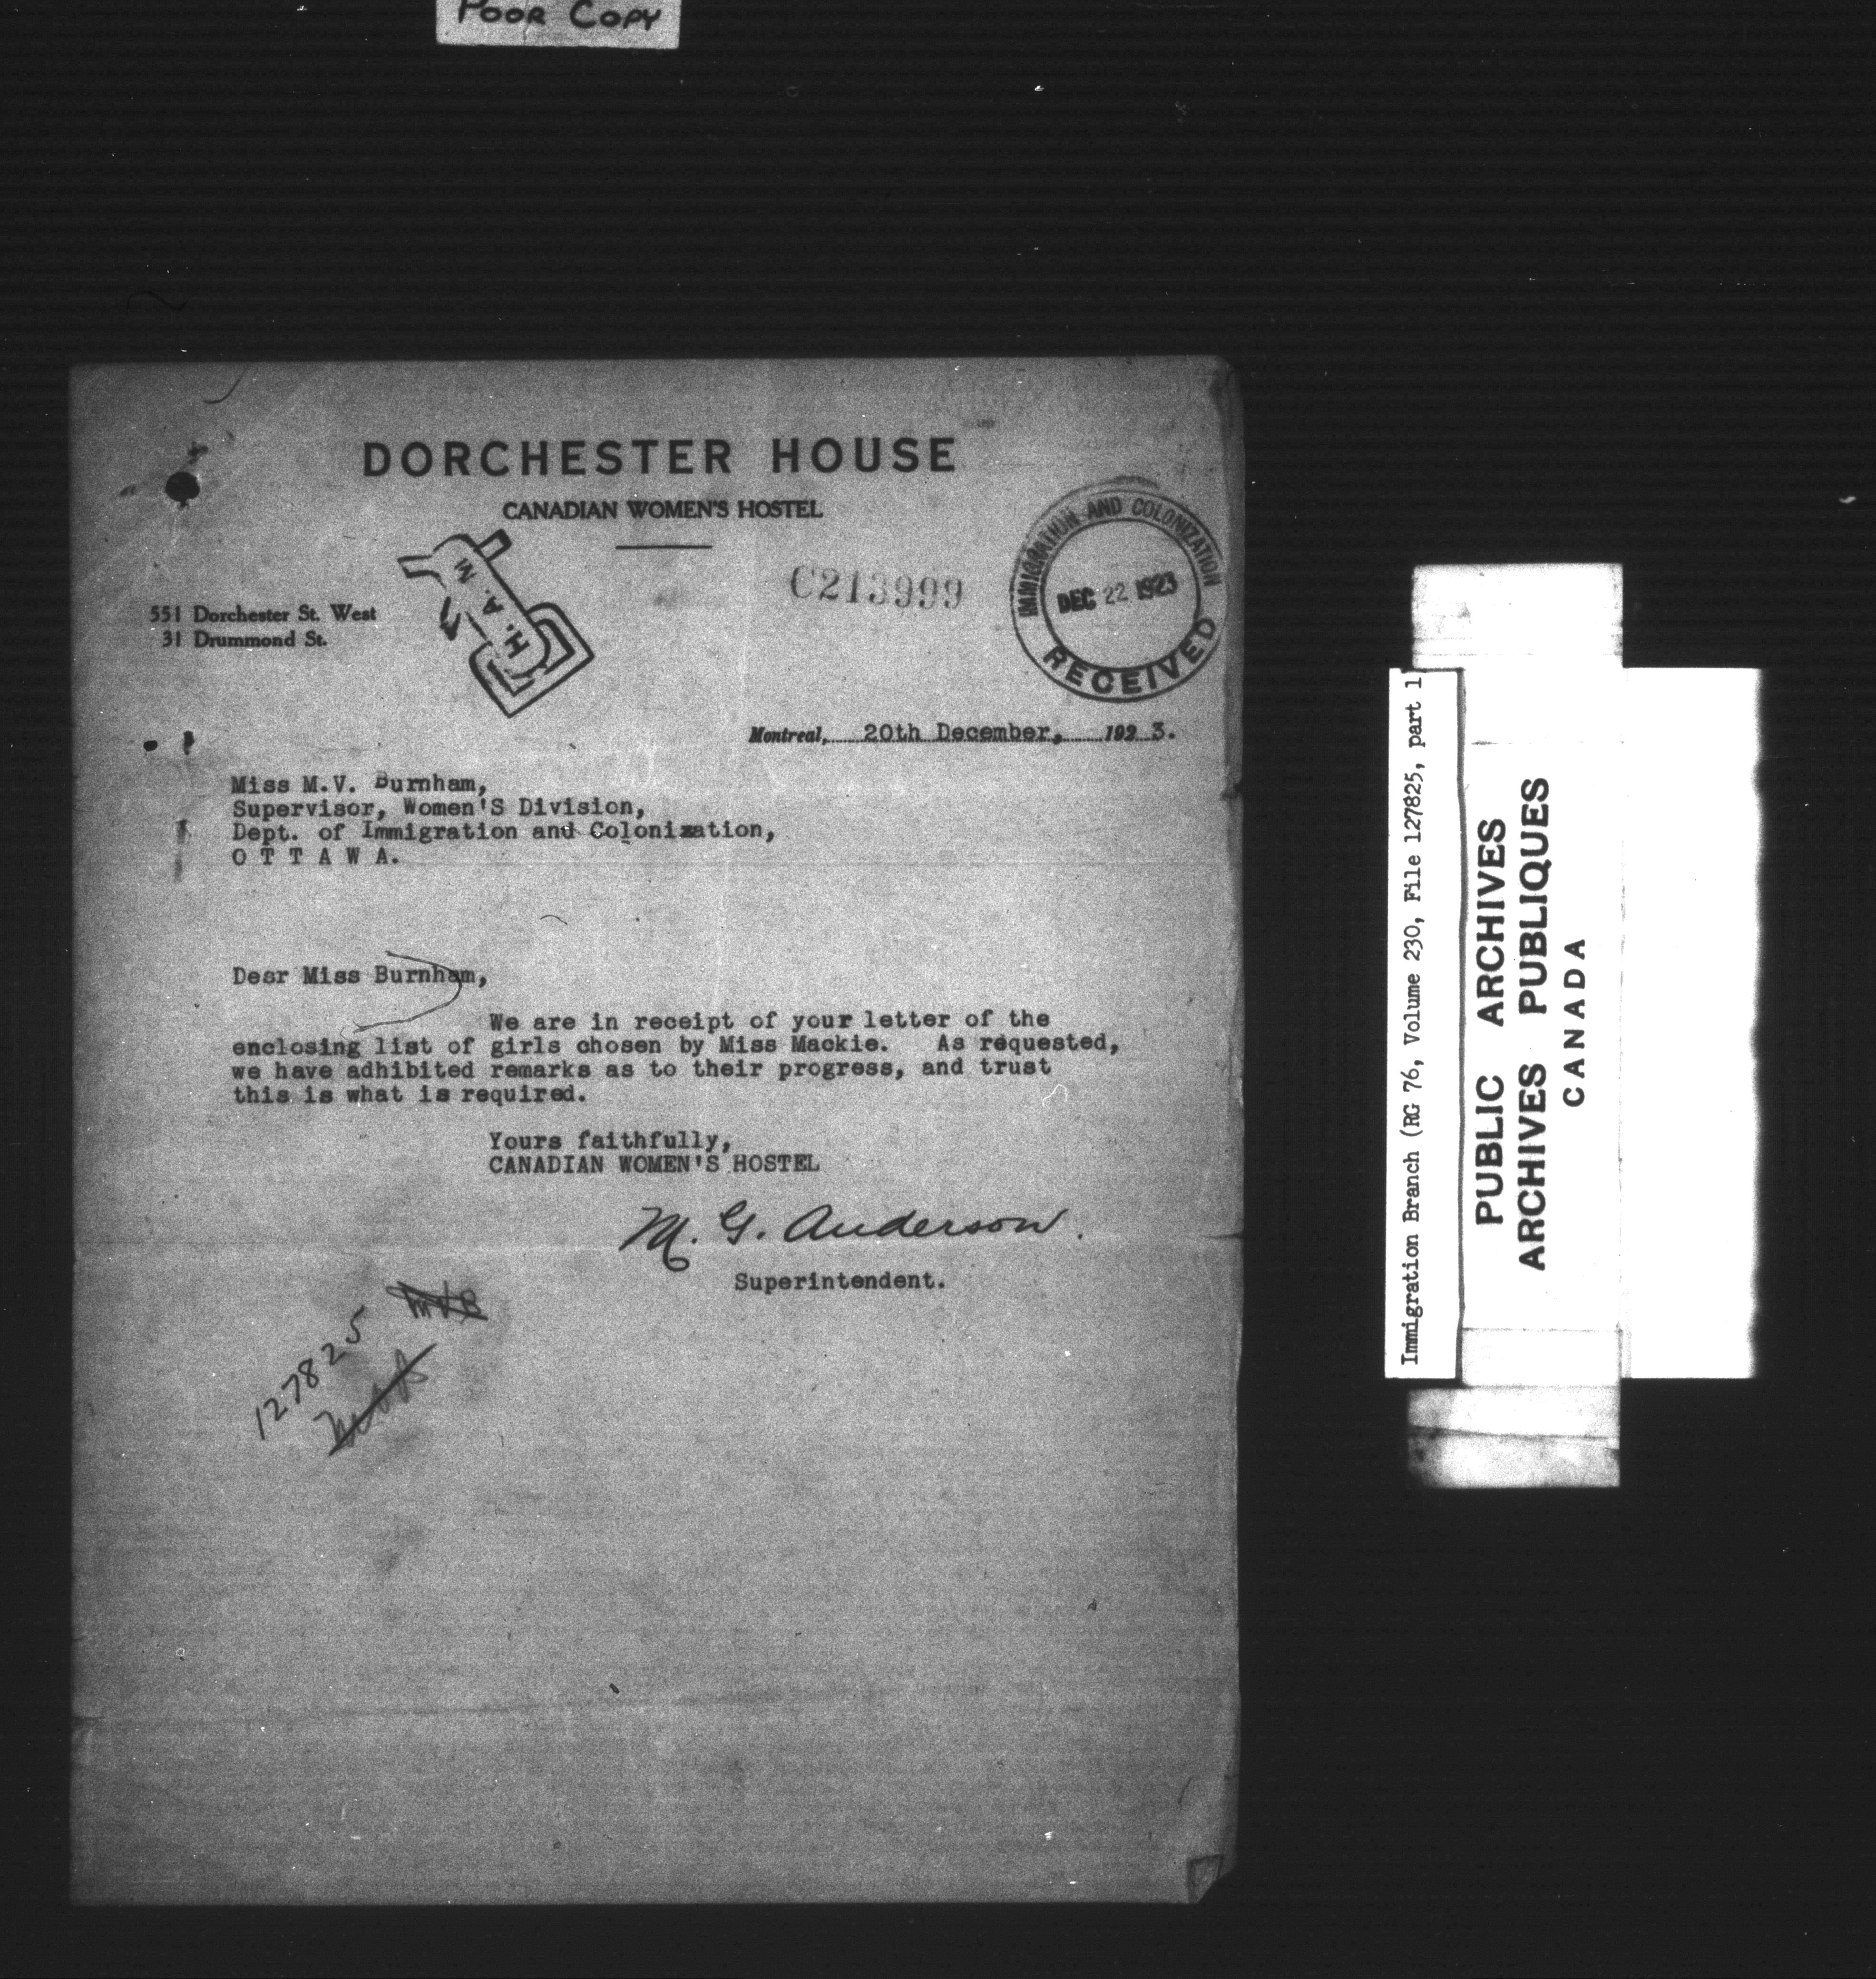 POOR COPY
DORCHESTER HOUSE
CANADIAN WOMEN'S HOSTEL
551 Dorchester St. West
31 Drummond St.
H. A. M
C213999
IMMIGRATION AND COLONIZATION
DEC 22 1923
RECEIVED
Montreal, 20th December, 1923.
Miss M.V. Burnham,
Supervisor, Women'S Division,
Dept. of Immigration and Colonization,
O T T A W A.
Dear Miss Burnham,
We are in receipt of your letter of the
enclosing list of girls chosen by Miss Mackie. As requested,
we have adhibited remarks as to their progress, and trust
this is what is required.
Yours faithfully,
CANADIAN WOMEN'S HOSTEL
M. G. Anderson.
Superintendent.
127825
MVB
Immigration Branch (RG 76, Volume 230, File 127825, part 1
PUBLIC ARCHIVES
ARCHIVES PUBLIQUES
CANADA